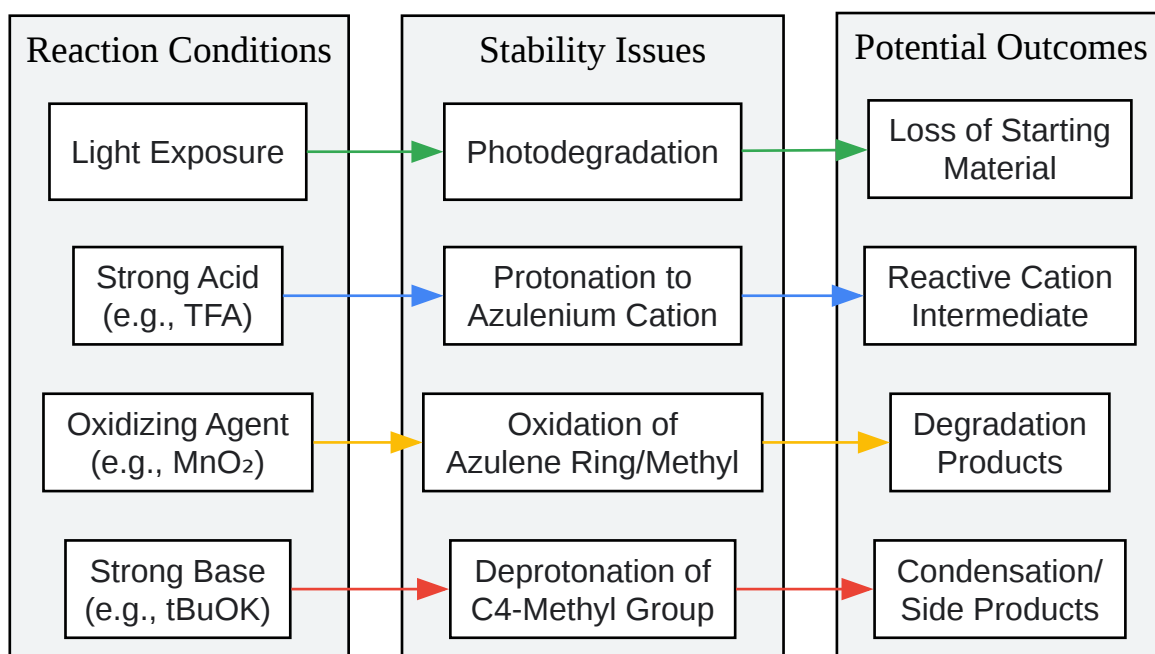 Reaction Conditions
Stability Issues
Potential Outcomes
Light Exposure
Photodegradation
Loss of Starting
Material
Strong Acid
(e.g., TFA)
Protonation to
Azulenium Cation
Reactive Cation
Intermediate
Oxidizing Agent
(e.g., MnO₂)
Oxidation of
Azulene Ring/Methyl
Degradation
Products
Strong Base
(e.g., tBuOK)
Deprotonation of
C4-Methyl Group
Condensation/
Side Products